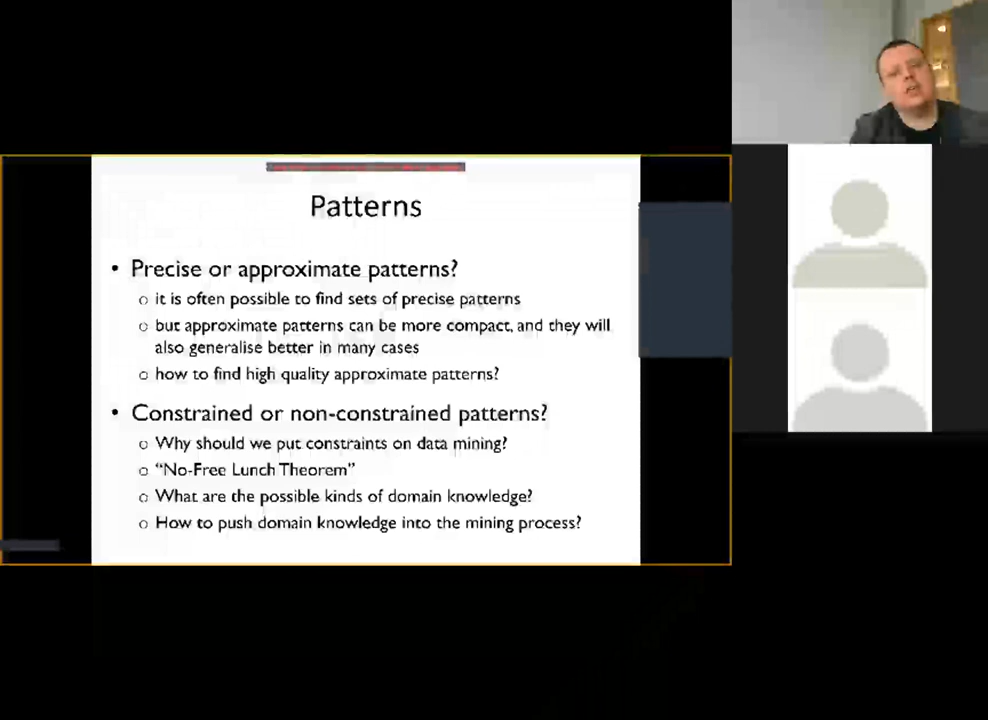 Patterns
• Precise or approximate patterns?
o it is often possible to find sets of precise patterns
o but approximate patterns can be more compact, and they will
also generalise better in many cases
o how to find high quality approximate patterns?
• Constrained or non-constrained patterns?
o Why should we put constraints on data mining?
o “No-Free Lunch Theorem”
o What are the possible kinds of domain knowledge?
o How to push domain knowledge into the mining process?